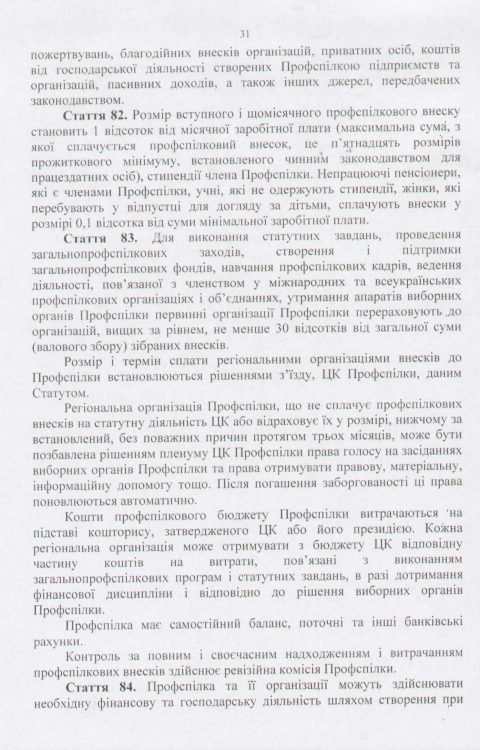 31
пожертвувань, благодійних внесків організацій, приватних осіб, коштів
від господарської діяльності створених Профспілкою підприємств та
організацій, пасивних доходів, а також інших джерел, передбачених
законодавством.
Стаття 82. Розмір вступного і щомісячного профспілкового внеску
становить 1 відсоток від місячної заробітної плати (максимальна сума, з
якої сплачується профспілковий внесок, це п’ятнадцять розмірів
прожиткового мінімуму, встановленого чинним законодавством для
працездатних осіб), стипендії члена Профспілки. Непрацюючі пенсіонери,
які є членами Профспілки, учні, які не одержують стипендії, жінки, які
перебувають у відпустці для догляду за дітьми, сплачують внески у
розмірі 0,1 відсотка від суми мінімальної заробітної плати.
Стаття 83. Для виконання статутних завдань, проведення
загальнопрофспілкових заходів, створення і підтримки
загальнопрофспілкових фондів, навчання профспілкових кадрів, ведення
діяльності, пов’язаної з членством у міжнародних та всеукраїнських
профспілкових організаціях і об’єднаннях, утримання апаратів виборних
органів Профспілки первинні організації Профспілки перераховують до
організацій, вищих за рівнем, не менше 30 відсотків від загальної суми
(валового збору) зібраних внесків.
Розмір і термін сплати регіональними організаціями внесків до
Профспілки встановлюються рішеннями з’їзду, ЦК Профспілки, даним
Статутом.
Регіональна організація Профспілки, що не сплачує профспілкових
внесків на статутну діяльність ЦК або відраховує їх у розмірі, нижчому за
встановлений, без поважних причин протягом трьох місяців, може бути
позбавлена рішенням пленуму ЦК Профспілки права голосу на засіданнях
виборних органів Профспілки та права отримувати правову, матеріальну,
інформаційну допомогу тощо. Після погашення заборгованості ці права
поновлюються автоматично.
Кошти профспілкового бюджету Профспілки витрачаються на
підставі кошторису, затвердженого ЦК або його президією. Кожна
регіональна організація може отримувати з бюджету ЦК відповідну
частину коштів на витрати, пов’язані з виконанням
загальнопрофспілкових програм і статутних завдань, в разі дотримання
фінансової дисципліни і відповідно до рішення виборних органів
Профспілки.
Профспілка має самостійний баланс, поточні та інші банківські
рахунки.
Контроль за повним і своєчасним надходженням і витрачанням
профспілкових внесків здійснює ревізійна комісія Профспілки.
Стаття 84. Профспілка та її організації можуть здійснювати
необхідну фінансову та господарську діяльність шляхом створення при